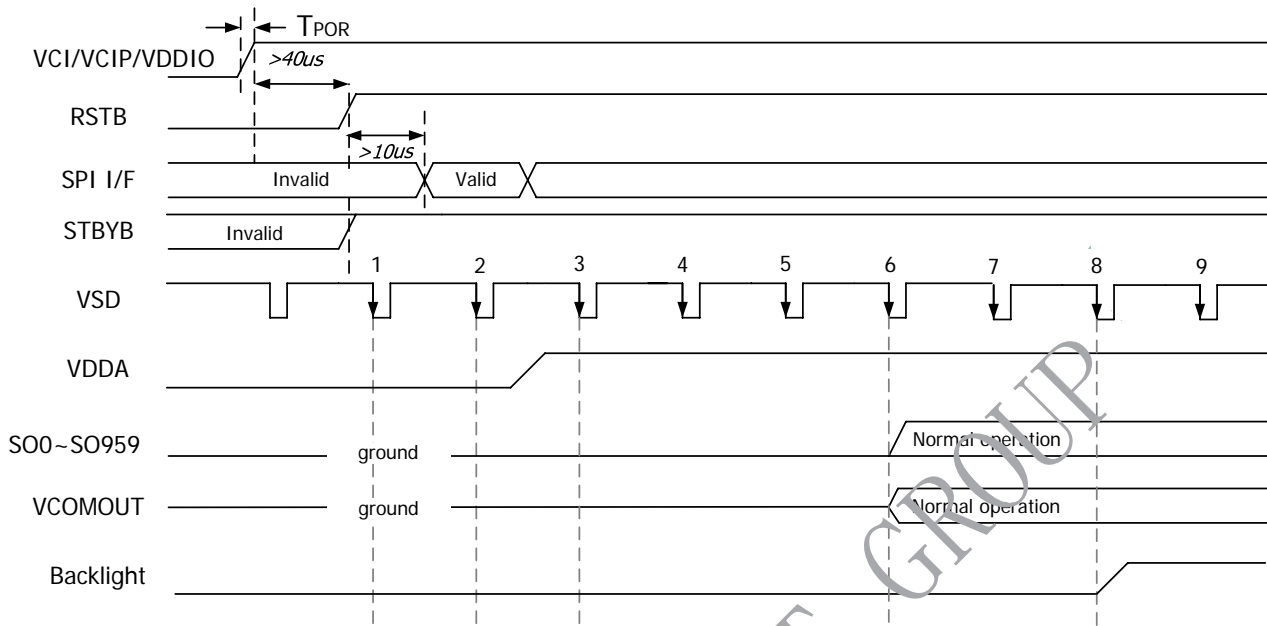 TPOR
VCI/VCIP/VDDIO
>40us
RSTB
>10us
SPI I/F
Invalid
Valid
STBYB
Invalid
1 2 3 4 5 6 7 8 9
VSD
VDDA
SO0~SO959
ground
Normal operation
VCOMOUT
ground
Normal operation
Backlight
GROUP